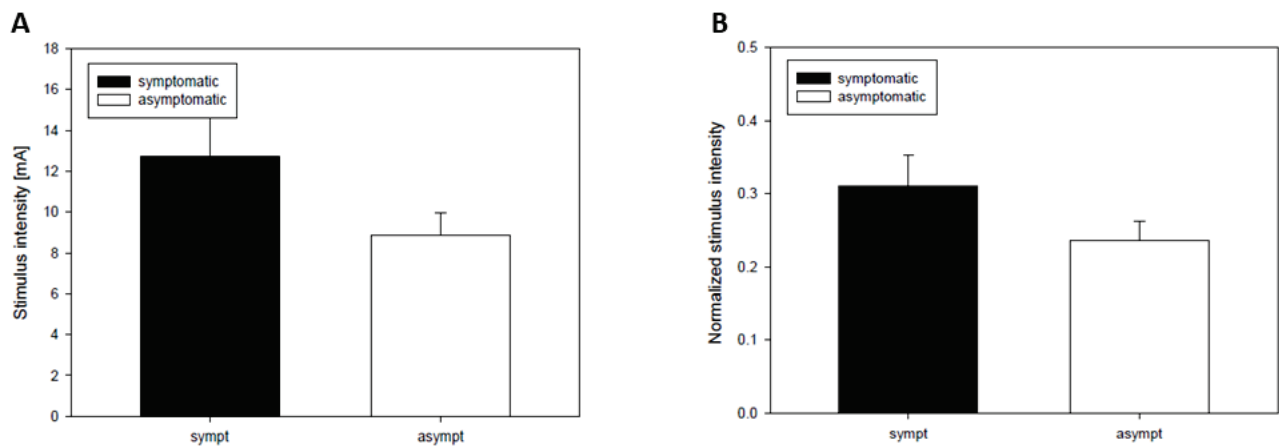 A
Stimulus intensity [mA]
18
16
14
12
10
8
6
4
2
0
symptomatic
asymptomatic
sympt
asympt
B
Normalized stimulus intensity
0.5
0.4
0.3
0.2
0.1
0.0
symptomatic
asymptomatic
sympt
asympt